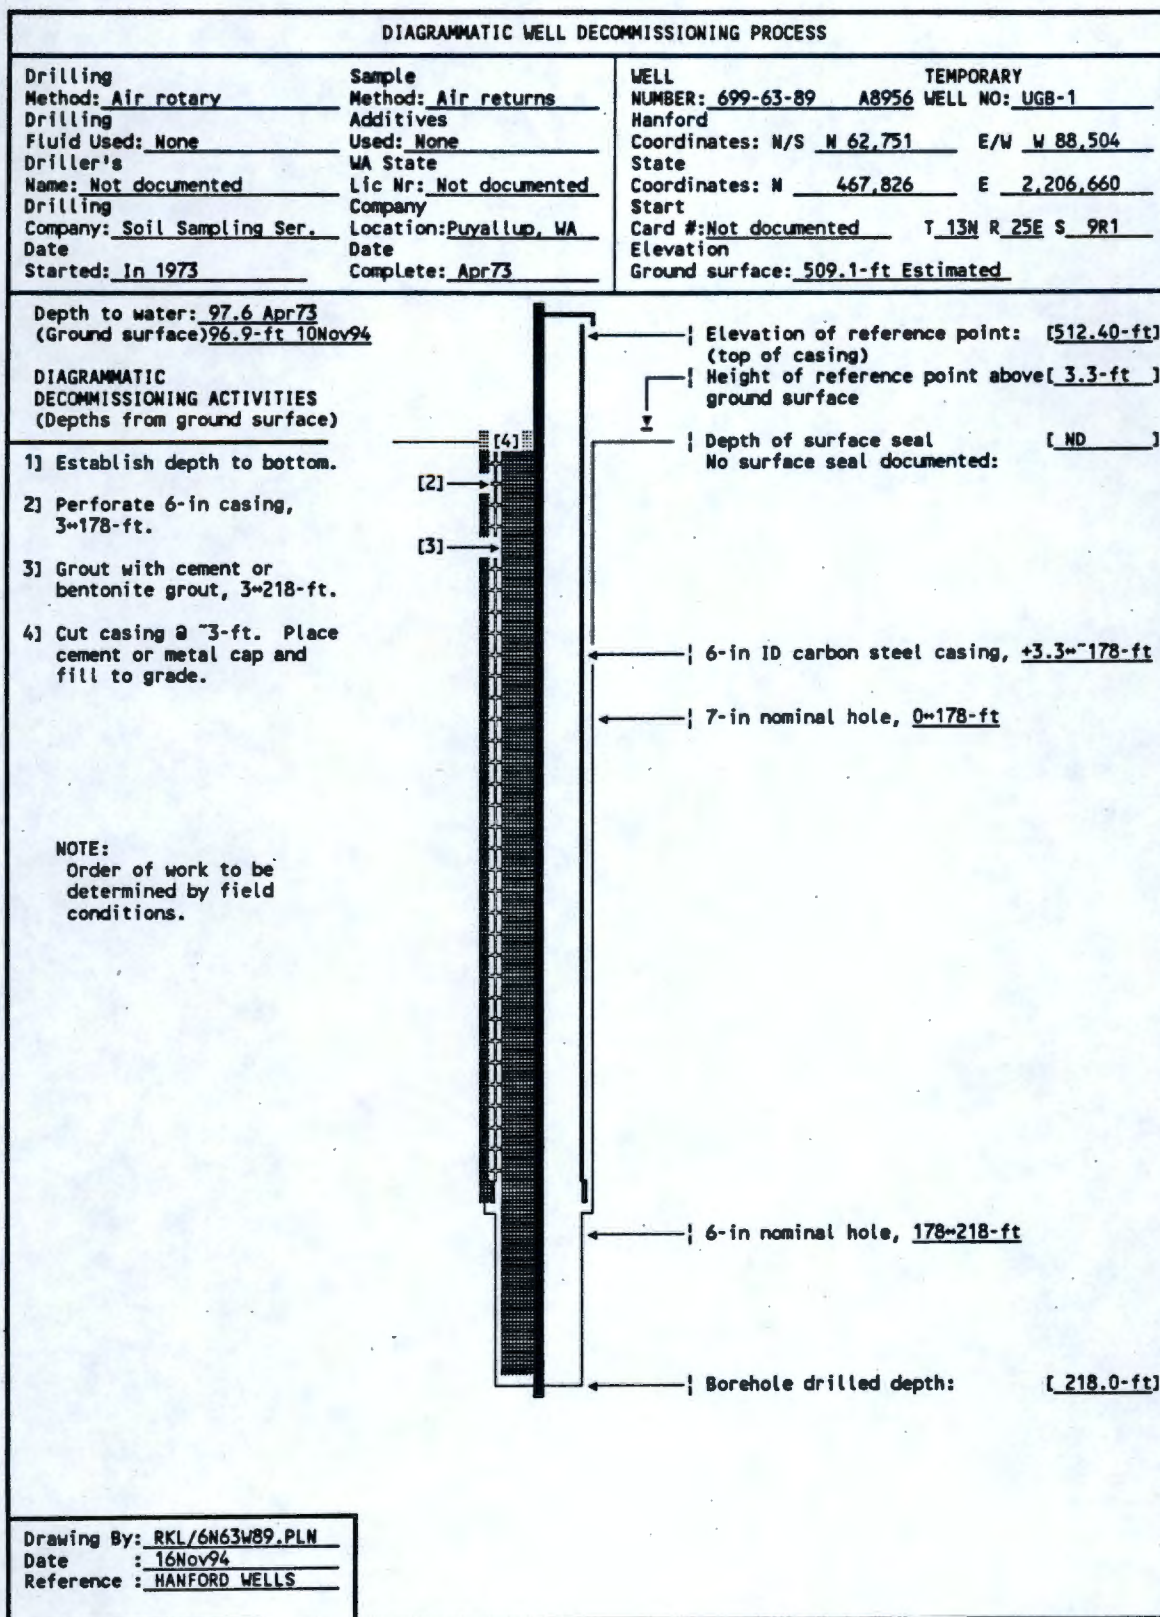 DIAGRAMMATIC WELL DECOMMISSIONING PROCESS
Drilling
Method: Air rotary
Drilling
Fluid Used: None
Driller's
Name: Not documented
Drilling
Company: Soil Sampling Ser.
Date
Started: In 1973
Sample
Method: Air returns
Additives
Used: None
WA State
Lic Nr: Not documented
Company
Location: Puyallup, WA
Date
Complete: Apr73
WELL TEMPORARY
NUMBER: 699-63-89 A8956 WELL NO: UGB-1
Hanford
Coordinates: N/S N 62,751 E/W W 88,504
State
Coordinates: N 467,826 E 2,206,660
Start
Card #: Not documented T 13N R 25E S 9R1
Elevation
Ground surface: 509.1-ft Estimated
Depth to water: 97.6 Apr73
(Ground surface) 96.9-ft 10Nov94
DIAGRAMMATIC
DECOMMISSIONING ACTIVITIES
(Depths from ground surface)
1] Establish depth to bottom.
2] Perforate 6-in casing,
3↔178-ft.
3] Grout with cement or
bentonite grout, 3↔218-ft.
4] Cut casing @ ~3-ft. Place
cement or metal cap and
fill to grade.
NOTE:
Order of work to be
determined by field
conditions.
[4]
[2]
[3]
Elevation of reference point: [512.40-ft]
(top of casing)
Height of reference point above [ 3.3-ft ]
ground surface
Depth of surface seal [ ND ]
No surface seal documented:
6-in ID carbon steel casing, +3.3↔~178-ft
7-in nominal hole, 0↔178-ft
6-in nominal hole, 178↔218-ft
Borehole drilled depth: [ 218.0-ft]
Drawing By: RKL/6N63W89.PLN
Date : 16Nov94
Reference : HANFORD WELLS